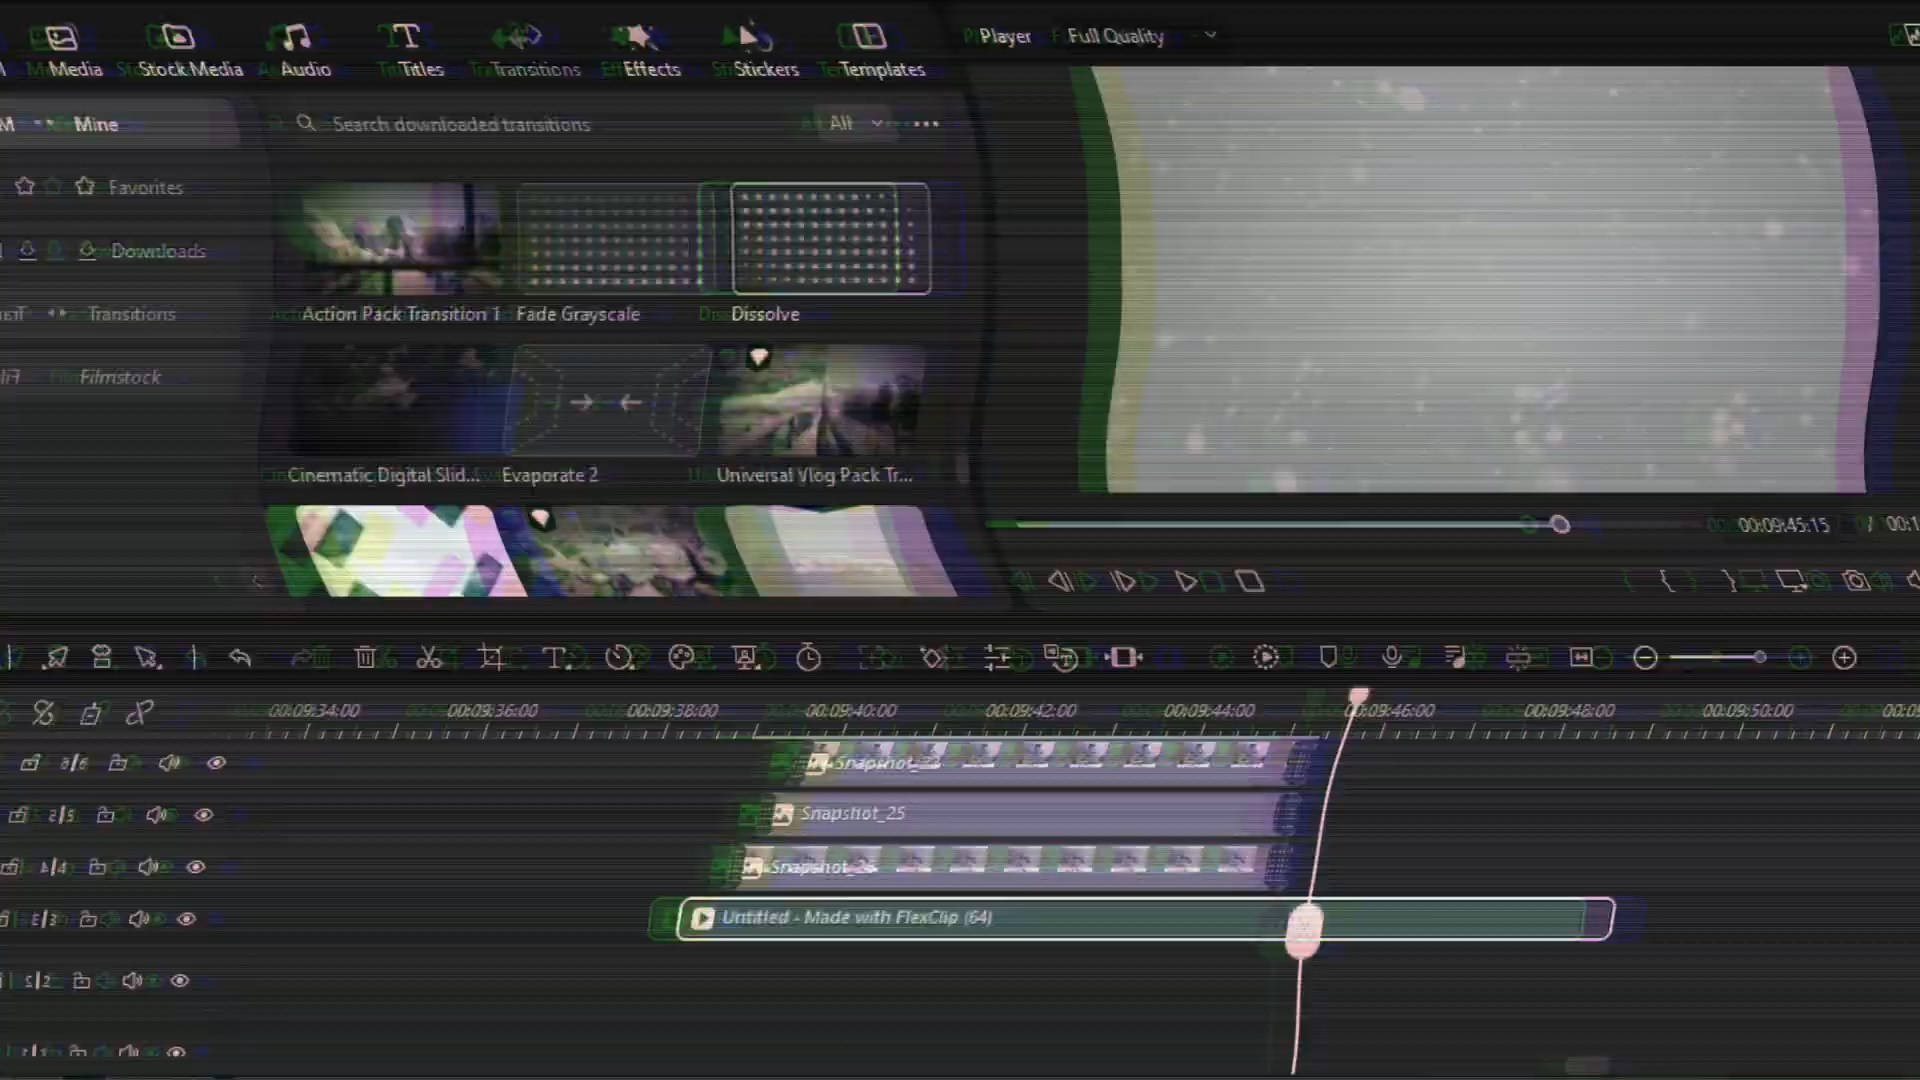 Media Stock Media Audio Titles Transitions Effects Stickers Templates
Player Full Quality
Mine
Search downloaded transitions All
Favorites
Downloads
Transitions
Filmstock
Action Pack Transition 1 Fade Grayscale Dissolve
Cinematic Digital Slid... Evaporate 2 Universal Vlog Pack Tr...
00:09:45:15 /
00:09:34:00 00:09:36:00 00:09:38:00 00:09:40:00 00:09:42:00 00:09:44:00 00:09:46:00 00:09:48:00 00:09:50:00
Snapshot_25
Untitled - Made with FlexClip (64)